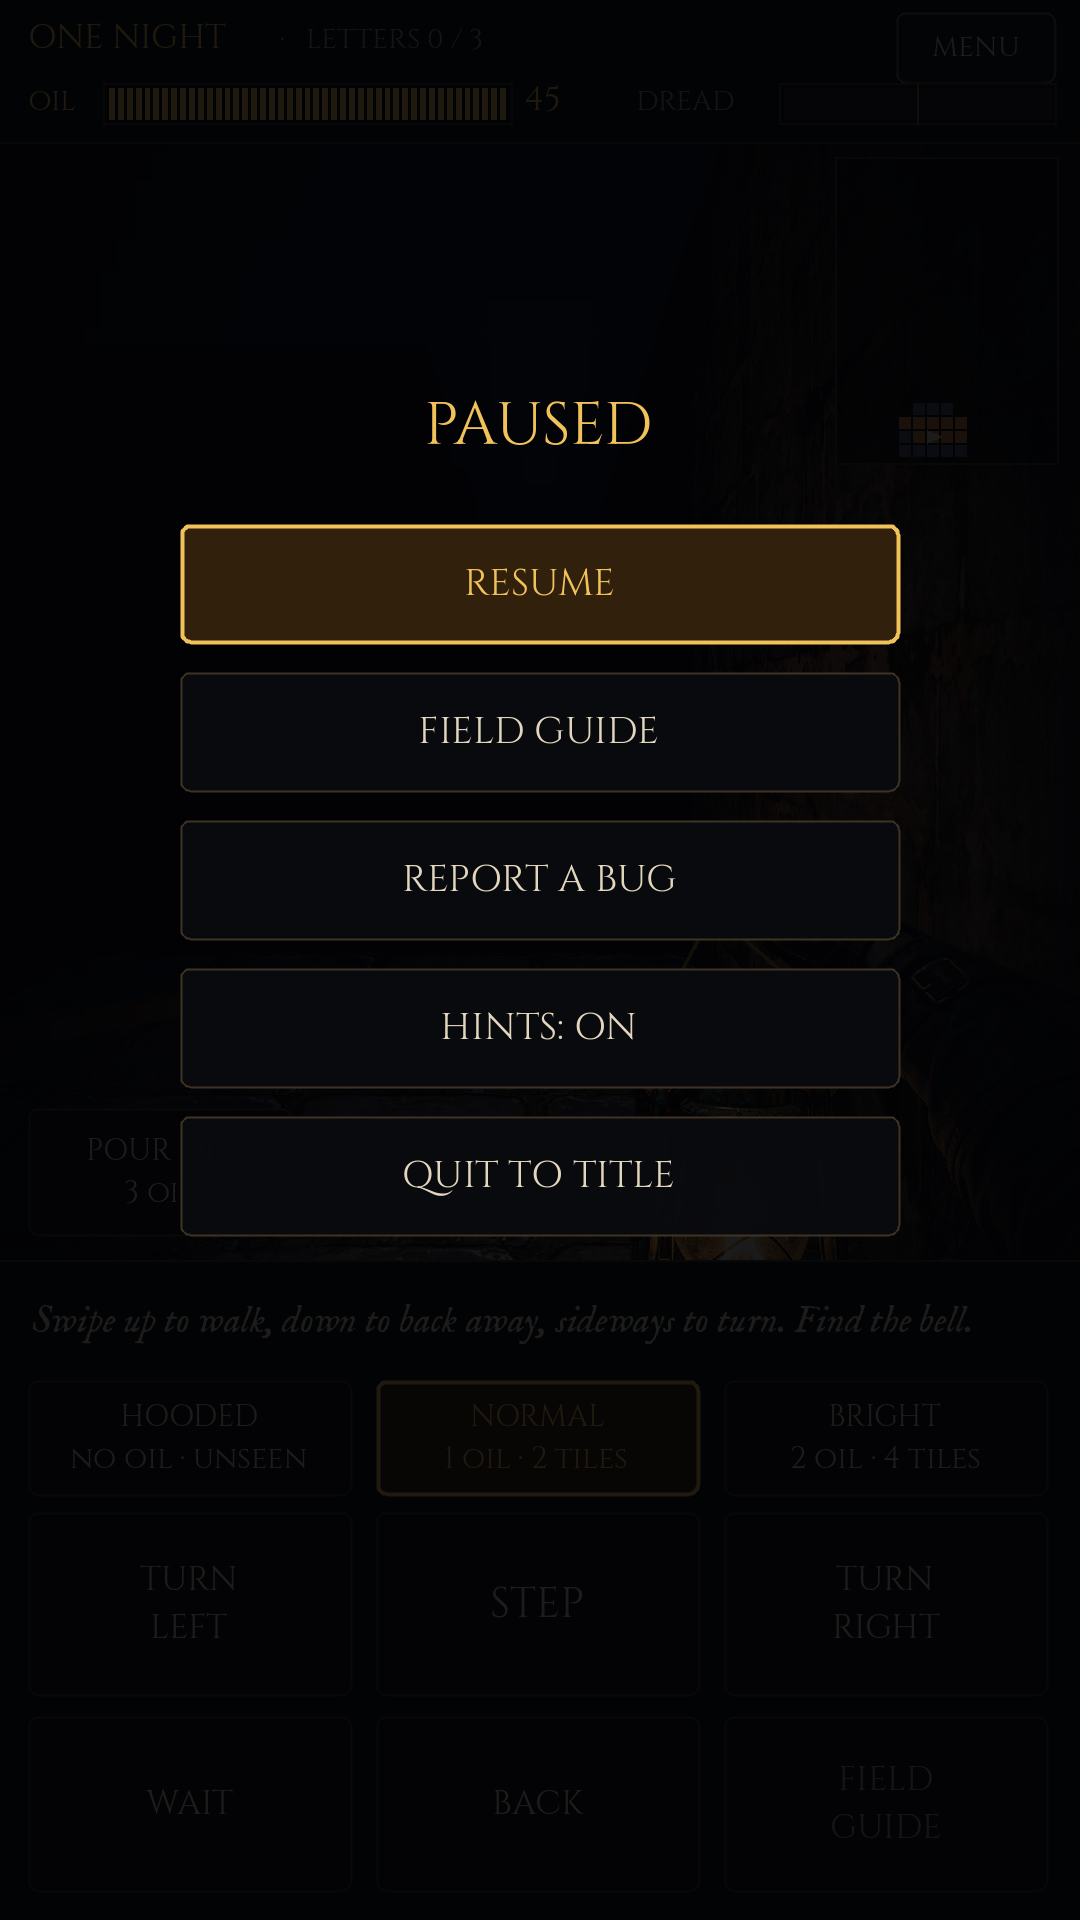 ONE NIGHT · LETTERS 0 / 3
MENU
OIL 45 DREAD
PAUSED
RESUME
FIELD GUIDE
REPORT A BUG
HINTS: ON
POUR
3 OI
QUIT TO TITLE
Swipe up to walk, down to back away, sideways to turn. Find the bell.
HOODED
NO OIL · UNSEEN
NORMAL
1 OIL · 2 TILES
BRIGHT
2 OIL · 4 TILES
TURN
LEFT
STEP
TURN
RIGHT
WAIT
BACK
FIELD
GUIDE